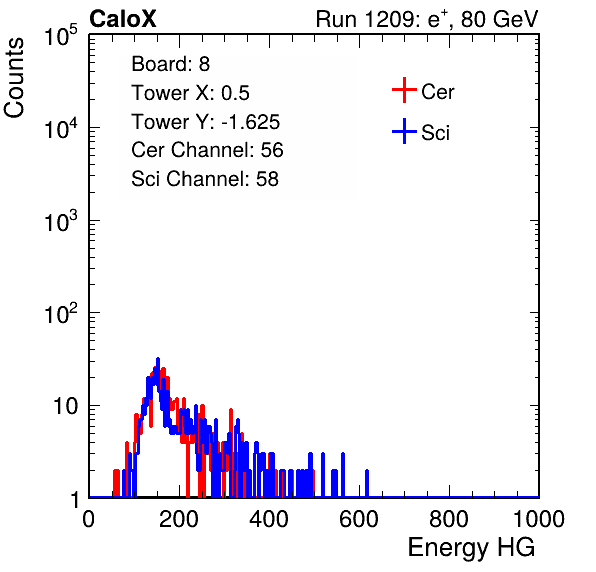 CaloX Run 1209: e⁺, 80 GeV
Counts
10⁵
10⁴
10³
10²
10
1
Board: 8
Tower X: 0.5
Tower Y: -1.625
Cer Channel: 56
Sci Channel: 58
Cer
Sci
0 200 400 600 800 1000
Energy HG